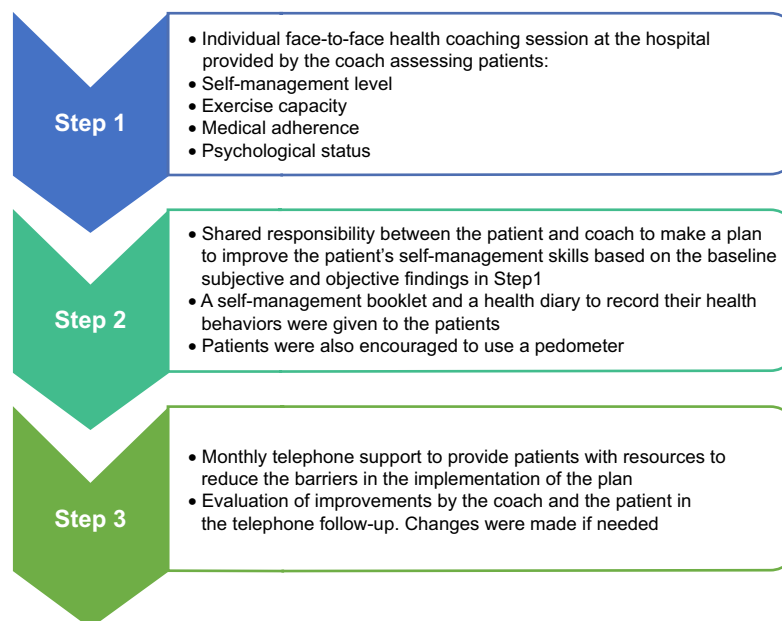 Step 1
• Individual face-to-face health coaching session at the hospital
provided by the coach assessing patients:
• Self-management level
• Exercise capacity
• Medical adherence
• Psychological status
Step 2
• Shared responsibility between the patient and coach to make a plan
to improve the patient’s self-management skills based on the baseline
subjective and objective findings in Step1
• A self-management booklet and a health diary to record their health
behaviors were given to the patients
• Patients were also encouraged to use a pedometer
Step 3
• Monthly telephone support to provide patients with resources to
reduce the barriers in the implementation of the plan
• Evaluation of improvements by the coach and the patient in
the telephone follow-up. Changes were made if needed